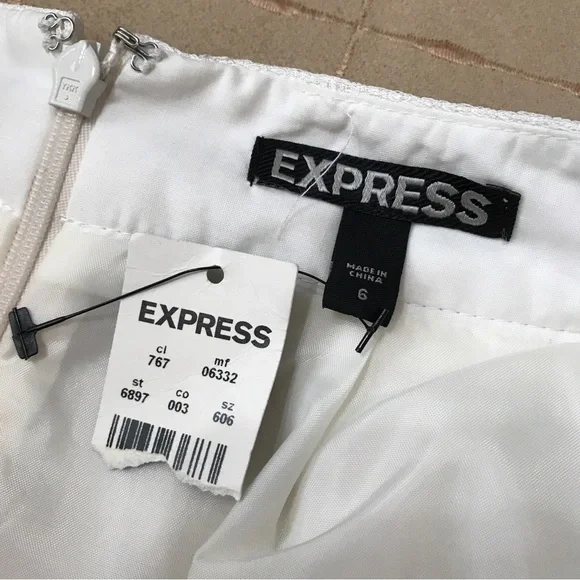 EXPRESS
MADE IN
CHINA
6
EXPRESS
cl mf
767 06332
st co sz
6897 003 606